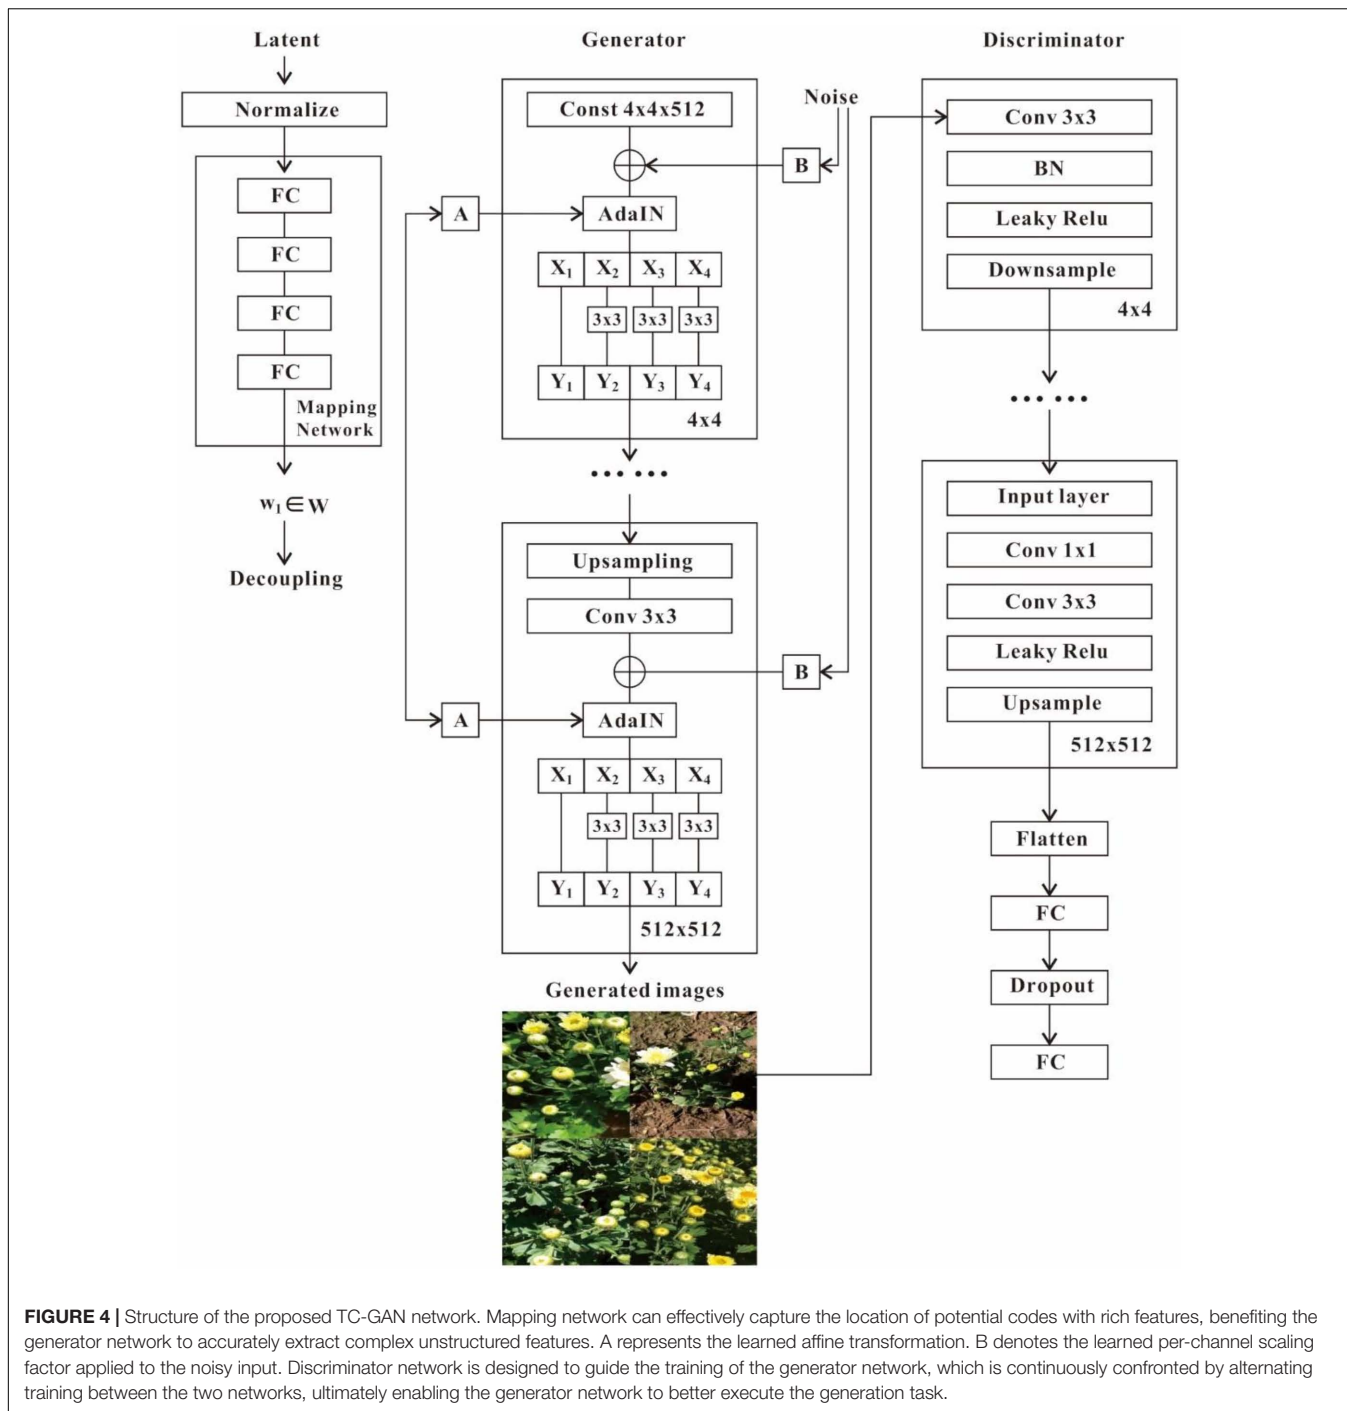 Latent
Normalize
FC
FC
FC
FC
Mapping
Network
w₁∈W
Decoupling
Generator
Const 4x4x512
Noise
B
A
AdaIN
X₁ X₂ X₃ X₄
3x3 3x3 3x3
Y₁ Y₂ Y₃ Y₄
4x4
•••  •••
Upsampling
Conv 3x3
B
A
AdaIN
X₁ X₂ X₃ X₄
3x3 3x3 3x3
Y₁ Y₂ Y₃ Y₄
512x512
Generated images
Discriminator
Conv 3x3
BN
Leaky Relu
Downsample
4x4
•••  •••
Input layer
Conv 1x1
Conv 3x3
Leaky Relu
Upsample
512x512
Flatten
FC
Dropout
FC
FIGURE 4 | Structure of the proposed TC-GAN network. Mapping network can effectively capture the location of potential codes with rich features, benefiting the
generator network to accurately extract complex unstructured features. A represents the learned affine transformation. B denotes the learned per-channel scaling
factor applied to the noisy input. Discriminator network is designed to guide the training of the generator network, which is continuously confronted by alternating
training between the two networks, ultimately enabling the generator network to better execute the generation task.